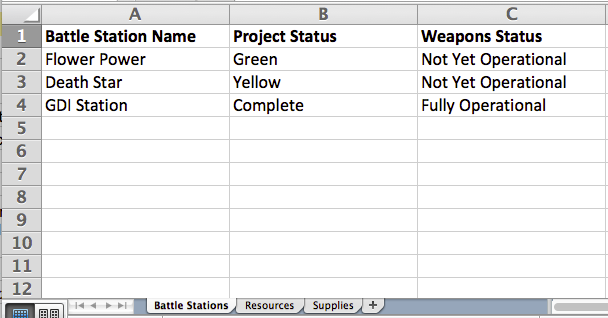 A B C
1 Battle Station Name Project Status Weapons Status
2 Flower Power Green Not Yet Operational
3 Death Star Yellow Not Yet Operational
4 GDI Station Complete Fully Operational
5
6
7
8
9
10
11
12
Battle Stations Resources Supplies +